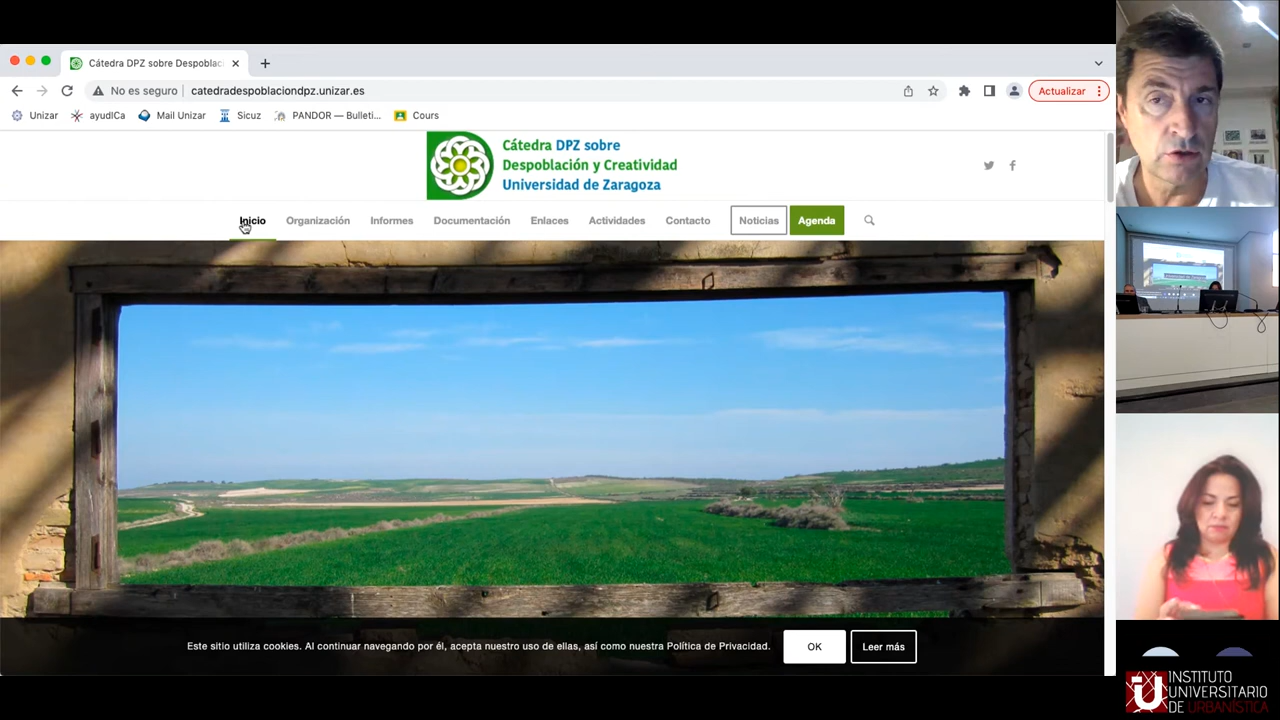 Cátedra DPZ sobre Despoblaci
No es seguro
catedradespoblaciondpz.unizar.es
Actualizar
Unizar
ayudICa
Mail Unizar
Sicuz
PANDOR — Bulleti...
Cours
Cátedra DPZ sobre
Despoblación y Creatividad
Universidad de Zaragoza
Inicio
Organización
Informes
Documentación
Enlaces
Actividades
Contacto
Noticias
Agenda
Este sitio utiliza cookies. Al continuar navegando por él, acepta nuestro uso de ellas, así como nuestra Política de Privacidad.
OK
Leer más
INSTITUTO
UNIVERSITARIO
DE URBANÍSTICA